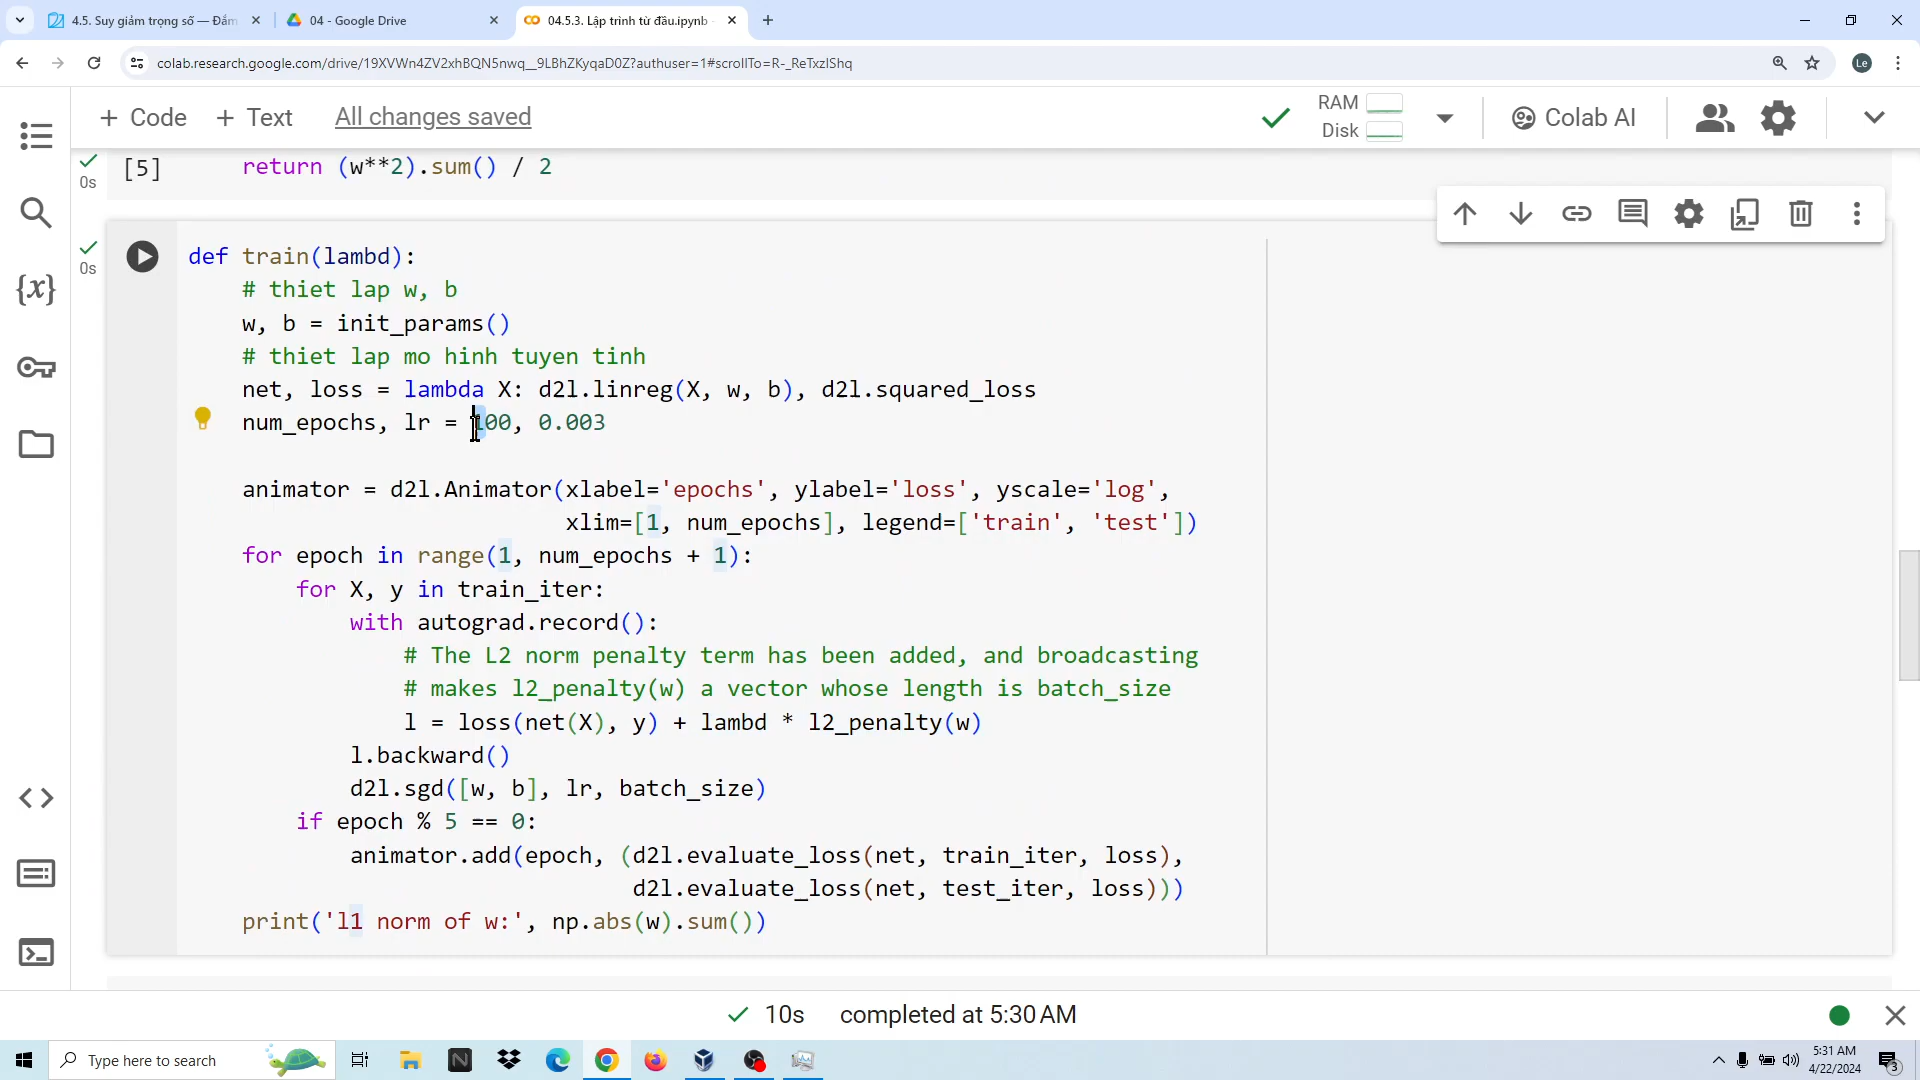 4.5. Suy giảm trọng số — Đắm
04 - Google Drive
04.5.3. Lập trình từ đầu.ipynb -
colab.research.google.com/drive/19XVWn4ZV2xhBQN5nwq__9LBhZKyqaD0Z?authuser=1#scrollTo=R-_ReTxzIShq
Le
+ Code + Text All changes saved
RAM
Disk
Colab AI
0s
[5] return (w**2).sum() / 2
0s
def train(lambd):
# thiet lap w, b
w, b = init_params()
# thiet lap mo hinh tuyen tinh
net, loss = lambda X: d2l.linreg(X, w, b), d2l.squared_loss
num_epochs, lr = 100, 0.003
animator = d2l.Animator(xlabel='epochs', ylabel='loss', yscale='log',
xlim=[1, num_epochs], legend=['train', 'test'])
for epoch in range(1, num_epochs + 1):
for X, y in train_iter:
with autograd.record():
# The L2 norm penalty term has been added, and broadcasting
# makes l2_penalty(w) a vector whose length is batch_size
l = loss(net(X), y) + lambd * l2_penalty(w)
l.backward()
d2l.sgd([w, b], lr, batch_size)
if epoch % 5 == 0:
animator.add(epoch, (d2l.evaluate_loss(net, train_iter, loss),
d2l.evaluate_loss(net, test_iter, loss)))
print('l1 norm of w:', np.abs(w).sum())
10s completed at 5:30 AM
Type here to search
5:31 AM
4/22/2024
3